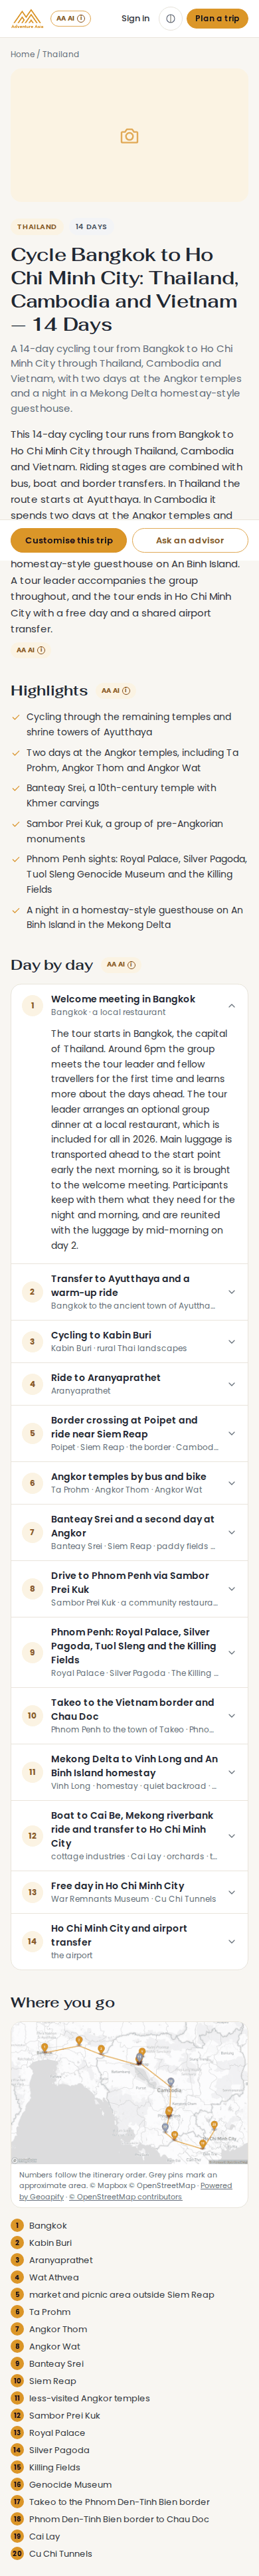 Adventure Asia
AA AI
Sign in
Plan a trip
Home / Thailand
THAILAND
14 DAYS
Cycle Bangkok to Ho
Chi Minh City: Thailand,
Cambodia and Vietnam
— 14 Days
A 14-day cycling tour from Bangkok to Ho Chi
Minh City through Thailand, Cambodia and
Vietnam, with two days at the Angkor temples
and a night in a Mekong Delta homestay-style
guesthouse.
This 14-day cycling tour runs from Bangkok to
Ho Chi Minh City through Thailand, Cambodia
and Vietnam. Riding stages are combined with
bus, boat and border transfers. In Thailand the
route starts at Ayutthaya. In Cambodia it
spends two days at the Angkor temples and
Customise this trip
Ask an advisor
homestay-style guesthouse on An Binh Island.
A tour leader accompanies the group
throughout, and the tour ends in Ho Chi Minh
City with a free day and a shared airport
transfer.
AA AI
Highlights
AA AI
Cycling through the remaining temples and
shrine towers of Ayutthaya
Two days at the Angkor temples, including Ta
Prohm, Angkor Thom and Angkor Wat
Banteay Srei, a 10th-century temple with
Khmer carvings
Sambor Prei Kuk, a group of pre-Angkorian
monuments
Phnom Penh sights: Royal Palace, Silver Pagoda,
Tuol Sleng Genocide Museum and the Killing
Fields
A night in a homestay-style guesthouse on An
Binh Island in the Mekong Delta
Day by day
AA AI
1
Welcome meeting in Bangkok
Bangkok · a local restaurant
The tour starts in Bangkok, the capital
of Thailand. Around 6pm the group
meets the tour leader and fellow
travellers for the first time and learns
more about the days ahead. The tour
leader arranges an optional group
dinner at a local restaurant, which is
included for all in 2026. Main luggage is
transported ahead to the start point
early the next morning, so it is brought
to the welcome meeting. Participants
keep with them what they need for the
night and morning, and are reunited
with the luggage by mid-morning on
day 2.
2
Transfer to Ayutthaya and a
warm-up ride
Bangkok to the ancient town of Ayuttha...
3
Cycling to Kabin Buri
Kabin Buri · rural Thai landscapes
4
Ride to Aranyaprathet
Aranyaprathet
5
Border crossing at Poipet and
ride near Siem Reap
Poipet · Siem Reap · the border · Cambod...
6
Angkor temples by bus and bike
Ta Prohm · Angkor Thom · Angkor Wat
7
Banteay Srei and a second day at
Angkor
Banteay Srei · Siem Reap · paddy fields ...
8
Drive to Phnom Penh via Sambor
Prei Kuk
Sambor Prei Kuk · a community restaura...
9
Phnom Penh: Royal Palace, Silver
Pagoda, Tuol Sleng and the Killing
Fields
Royal Palace · Silver Pagoda · The Killing ...
10
Takeo to the Vietnam border and
Chau Doc
Phnom Penh to the town of Takeo · Phno...
11
Mekong Delta to Vinh Long and An
Binh Island homestay
Vinh Long · homestay · quiet backroad · ...
12
Boat to Cai Be, Mekong riverbank
ride and transfer to Ho Chi Minh
City
cottage industries · Cai Lay · orchards · t...
13
Free day in Ho Chi Minh City
War Remnants Museum · Cu Chi Tunnels
14
Ho Chi Minh City and airport
transfer
the airport
Where you go
Cambodia
Numbers follow the itinerary order. Grey pins mark an
approximate area. © Mapbox © OpenStreetMap · Powered
by Geoapify · © OpenStreetMap contributors
1 Bangkok
2 Kabin Buri
3 Aranyaprathet
4 Wat Athvea
5 market and picnic area outside Siem Reap
6 Ta Prohm
7 Angkor Thom
8 Angkor Wat
9 Banteay Srei
10 Siem Reap
11 less-visited Angkor temples
12 Sambor Prei Kuk
13 Royal Palace
14 Silver Pagoda
15 Killing Fields
16 Genocide Museum
17 Takeo to the Phnom Den-Tinh Bien border
18 Phnom Den-Tinh Bien border to Chau Doc
19 Cai Lay
20 Cu Chi Tunnels